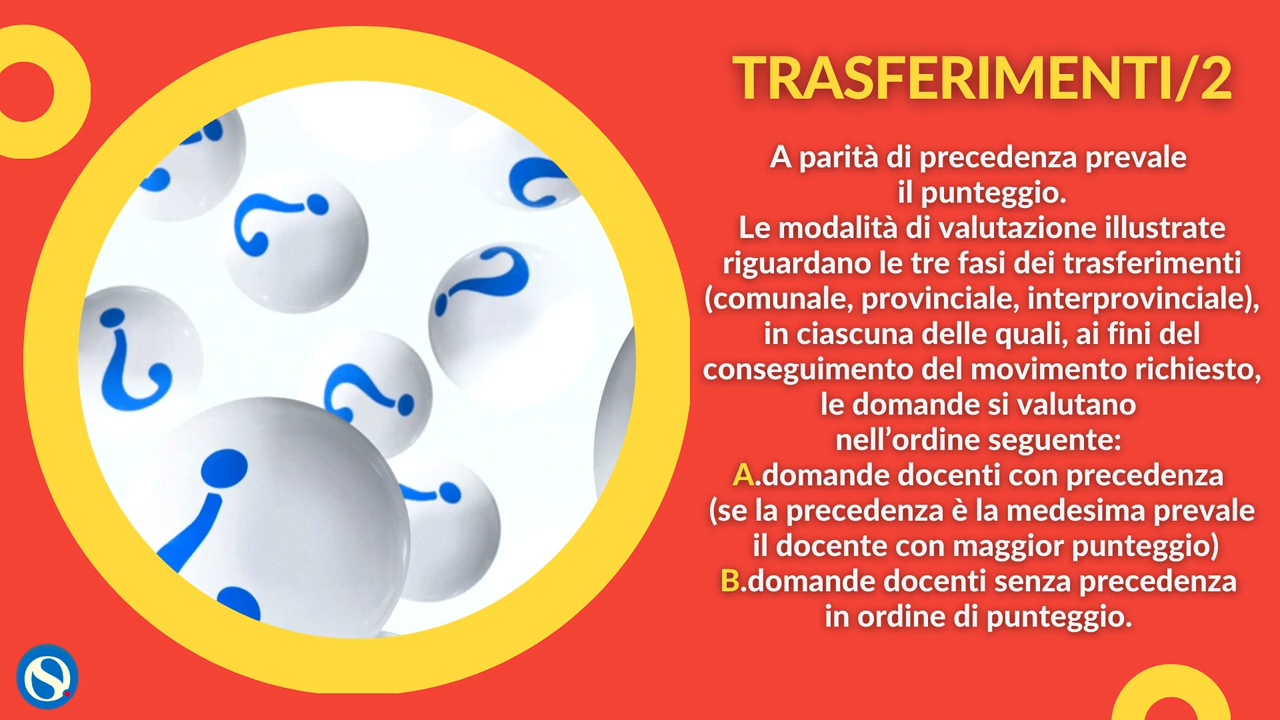 TRASFERIMENTI/2
A parità di precedenza prevale
il punteggio.
Le modalità di valutazione illustrate
riguardano le tre fasi dei trasferimenti
(comunale, provinciale, interprovinciale),
in ciascuna delle quali, ai fini del
conseguimento del movimento richiesto,
le domande si valutano
nell’ordine seguente:
A.domande docenti con precedenza
(se la precedenza è la medesima prevale
il docente con maggior punteggio)
B.domande docenti senza precedenza
in ordine di punteggio.
S.